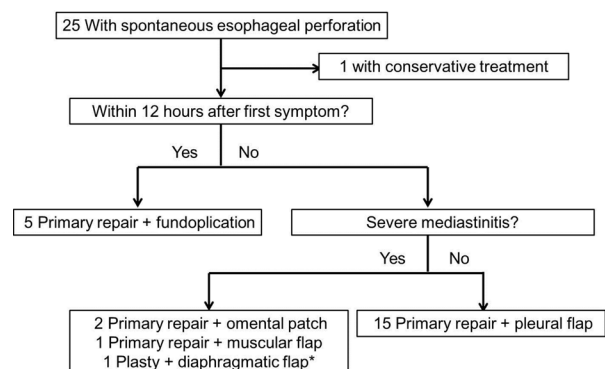 25 With spontaneous esophageal perforation
1 with conservative treatment
Within 12 hours after first symptom?
Yes No
5 Primary repair + fundoplication
Severe mediastinitis?
Yes No
2 Primary repair + omental patch
1 Primary repair + muscular flap
1 Plasty + diaphragmatic flap*
15 Primary repair + pleural flap